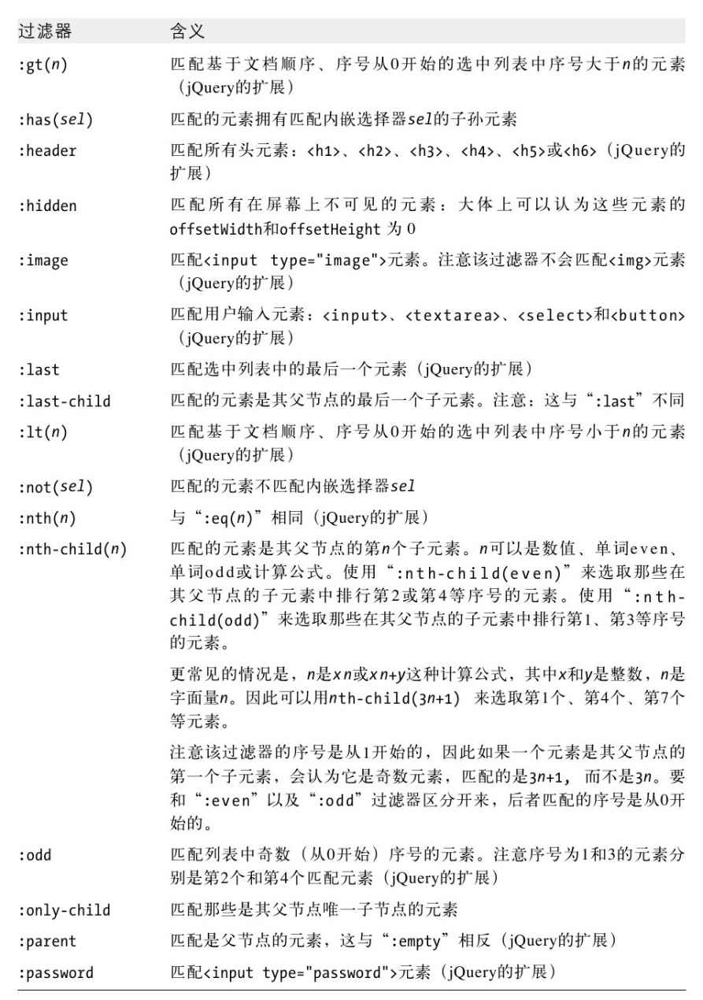 过滤器 含义
:gt(n) 匹配基于文档顺序、序号从0开始的选中列表中序号大于n的元素
（jQuery的扩展）
:has(sel) 匹配的元素拥有匹配内嵌选择器sel的子孙元素
:header 匹配所有头元素：<h1>、<h2>、<h3>、<h4>、<h5>或<h6>（jQuery的
扩展）
:hidden 匹配所有在屏幕上不可见的元素：大体上可以认为这些元素的
offsetWidth和offsetHeight 为 0
:image 匹配<input type="image">元素。注意该过滤器不会匹配<img>元素
（jQuery的扩展）
:input 匹配用户输入元素：<input>、<textarea>、<select>和<button>
（jQuery的扩展）
:last 匹配选中列表中的最后一个元素（jQuery的扩展）
:last-child 匹配的元素是其父节点的最后一个子元素。注意：这与“:last”不同
:lt(n) 匹配基于文档顺序、序号从0开始的选中列表中序号小于n的元素
（jQuery的扩展）
:not(sel) 匹配的元素不匹配内嵌选择器sel
:nth(n) 与“:eq(n)”相同（jQuery的扩展）
:nth-child(n) 匹配的元素是其父节点的第n个子元素。n可以是数值、单词even、
单词odd或计算公式。使用“:nth-child(even)”来选取那些在
其父节点的子元素中排行第2或第4等序号的元素。使用“:nth-
child(odd)”来选取那些在其父节点的子元素中排行第1、第3等序号
的元素。
更常见的情况是，n是xn或xn+y这种计算公式，其中x和y是整数，n是
字面量n。因此可以用nth-child(3n+1) 来选取第1个、第4个、第7个
等元素。
注意该过滤器的序号是从1开始的，因此如果一个元素是其父节点的
第一个子元素，会认为它是奇数元素，匹配的是3n+1, 而不是3n。要
和“:even”以及“:odd”过滤器区分开来，后者匹配的序号是从0开
始的。
:odd 匹配列表中奇数（从0开始）序号的元素。注意序号为1和3的元素分
别是第2个和第4个匹配元素（jQuery的扩展）
:only-child 匹配那些是其父节点唯一子节点的元素
:parent 匹配是父节点的元素，这与“:empty”相反（jQuery的扩展）
:password 匹配<input type="password">元素（jQuery的扩展）